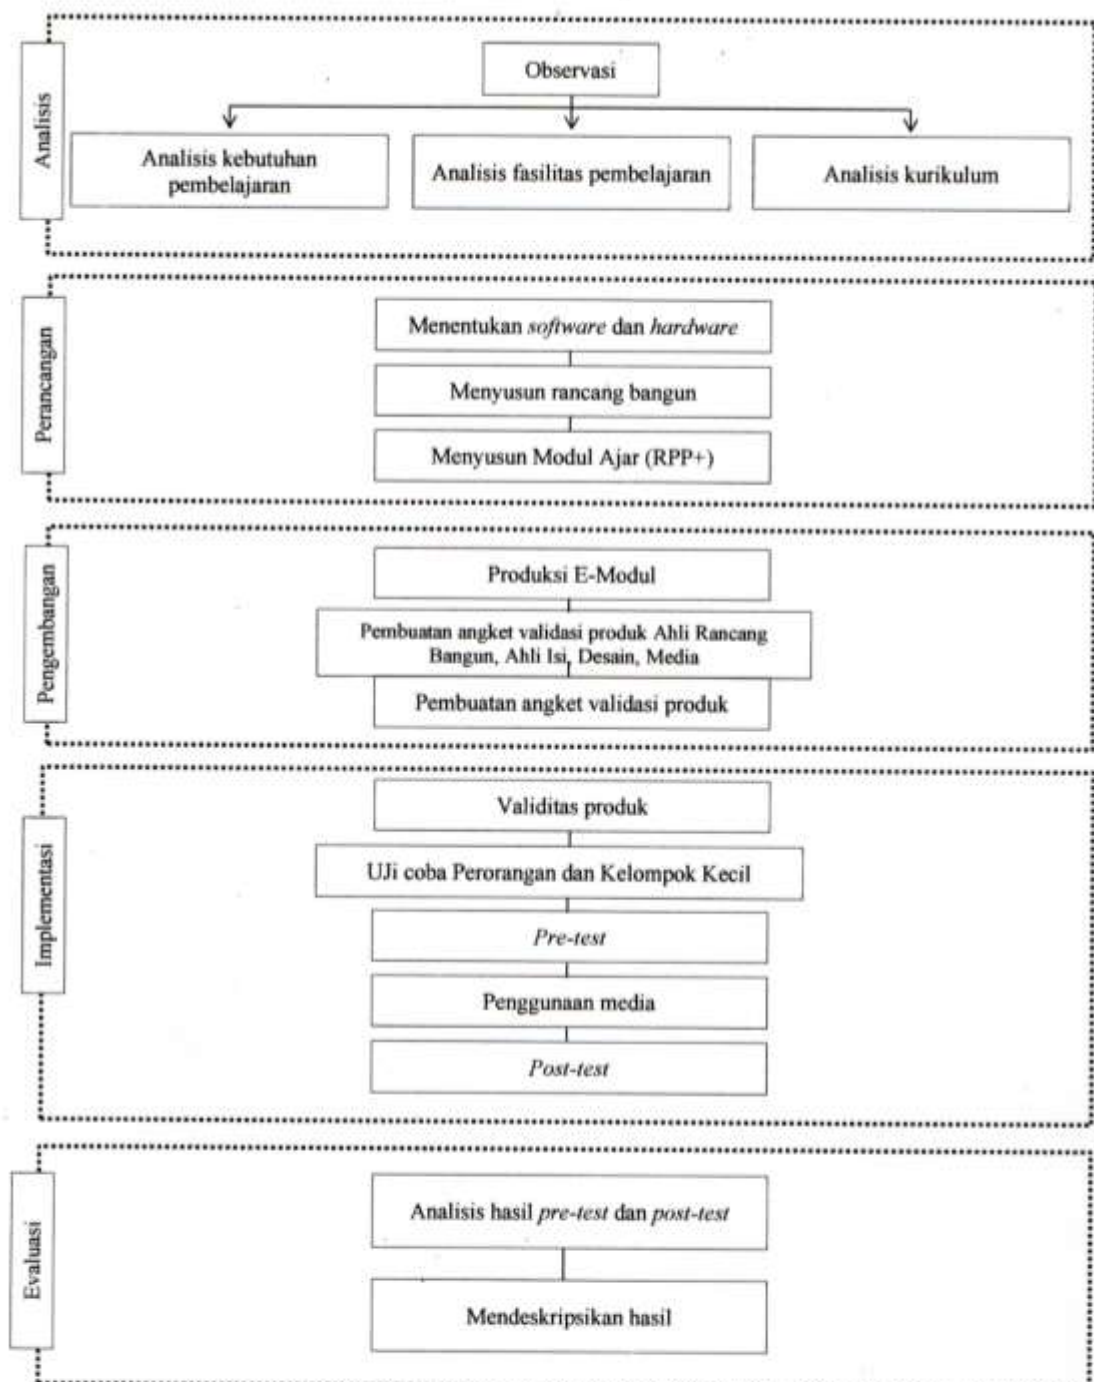 Analisis
Observasi
Analisis kebutuhan
pembelajaran
Analisis fasilitas pembelajaran
Analisis kurikulum
Perancangan
Menentukan software dan hardware
Menyusun rancang bangun
Menyusun Modul Ajar (RPP+)
Pengembangan
Produksi E-Modul
Pembuatan angket validasi produk Ahli Rancang
Bangun, Ahli Isi, Desain, Media
Pembuatan angket validasi produk
Implementasi
Validitas produk
UJi coba Perorangan dan Kelompok Kecil
Pre-test
Penggunaan media
Post-test
Evaluasi
Analisis hasil pre-test dan post-test
Mendeskripsikan hasil